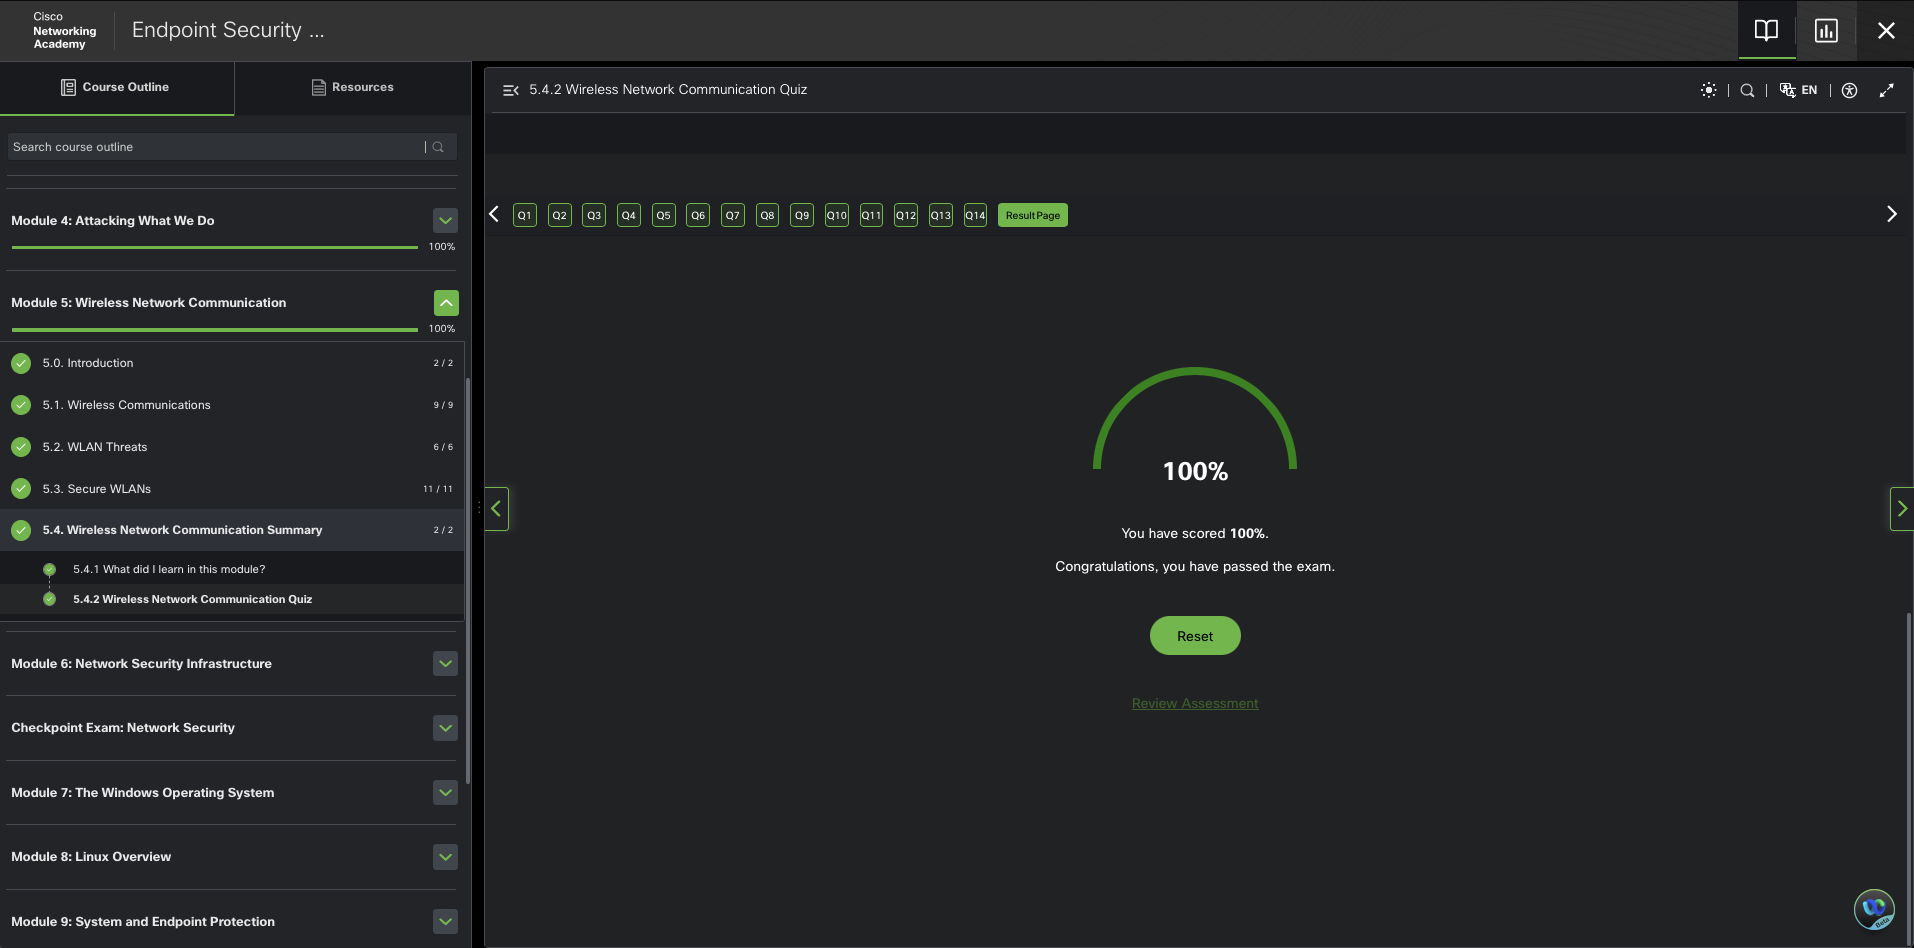 Cisco
Networking
Academy
Endpoint Security ...
Course Outline
Resources
Search course outline
Module 4: Attacking What We Do
100%
Module 5: Wireless Network Communication
100%
5.0. Introduction
2 / 2
5.1. Wireless Communications
9 / 9
5.2. WLAN Threats
6 / 6
5.3. Secure WLANs
11 / 11
5.4. Wireless Network Communication Summary
2 / 2
5.4.1 What did I learn in this module?
5.4.2 Wireless Network Communication Quiz
Module 6: Network Security Infrastructure
Checkpoint Exam: Network Security
Module 7: The Windows Operating System
Module 8: Linux Overview
Module 9: System and Endpoint Protection
5.4.2 Wireless Network Communication Quiz
EN
Q1 Q2 Q3 Q4 Q5 Q6 Q7 Q8 Q9 Q10 Q11 Q12 Q13 Q14 Result Page
100%
You have scored 100%.
Congratulations, you have passed the exam.
Reset
Review Assessment
Beta